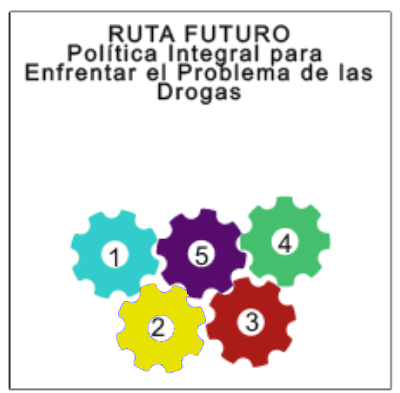 RUTA FUTURO
Política Integral para
Enfrentar el Problema de las
Drogas
1
5
4
2
3